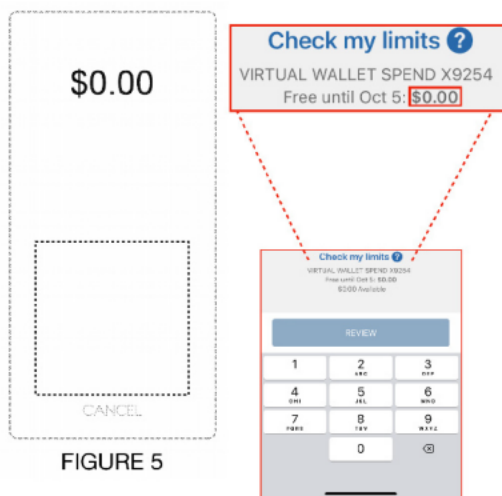 $0.00
CANCEL
FIGURE 5
Check my limits ?
VIRTUAL WALLET SPEND X9254
Free until Oct 5: $0.00
Check my limits ?
VIRTUAL WALLET SPEND X9254
Free until Oct 5: $0.00
$0.00 Available
REVIEW
1
2
3
ABC
DEF
4
5
6
GHI
JKL
MNO
7
8
9
PQRS
TUV
WXYZ
0